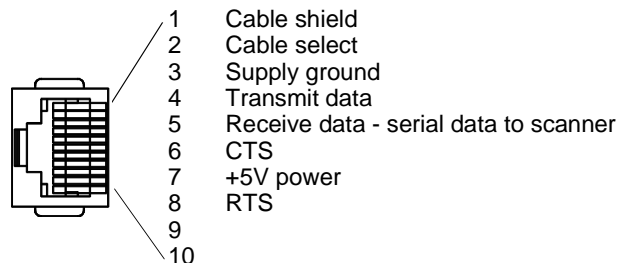 1 Cable shield
2 Cable select
3 Supply ground
4 Transmit data
5 Receive data - serial data to scanner
6 CTS
7 +5V power
8 RTS
9
10